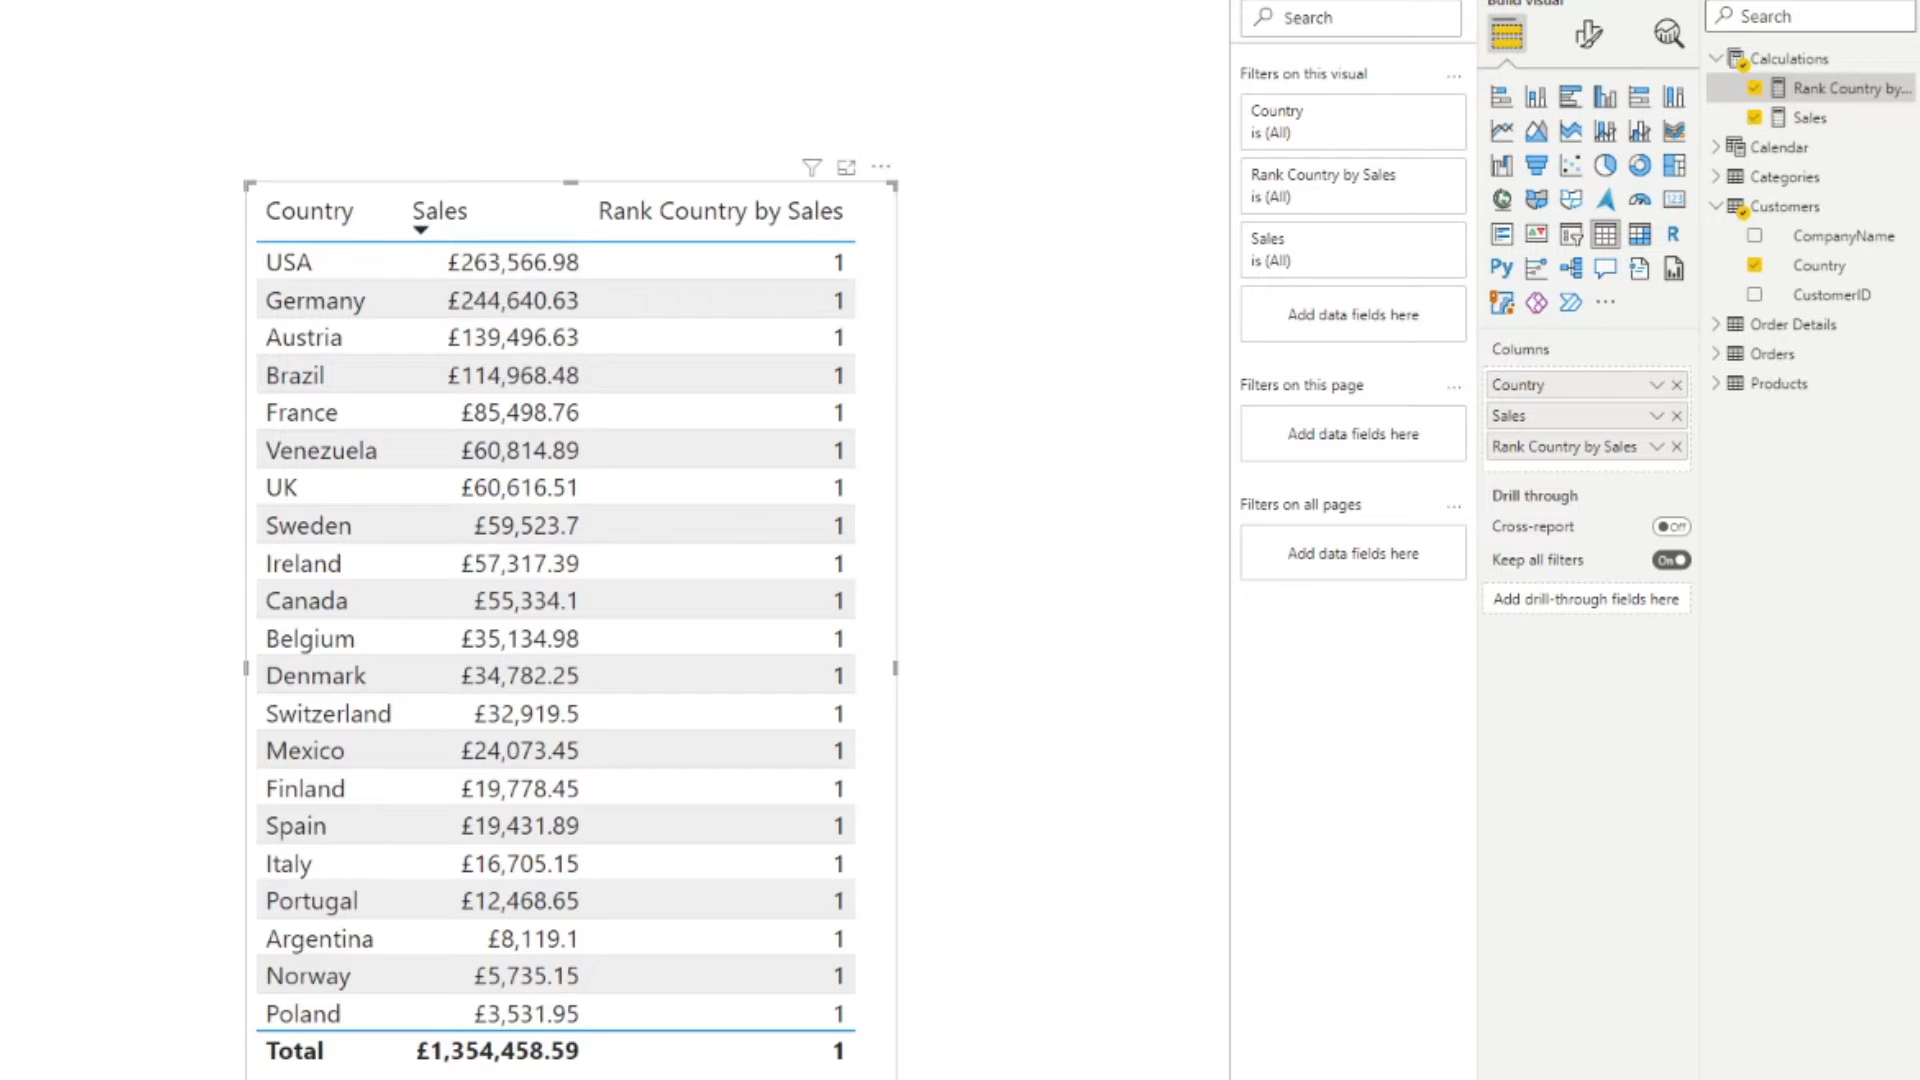 Country Sales Rank Country by Sales
USA £263,566.98 1
Germany £244,640.63 1
Austria £139,496.63 1
Brazil £114,968.48 1
France £85,498.76 1
Venezuela £60,814.89 1
UK £60,616.51 1
Sweden £59,523.7 1
Ireland £57,317.39 1
Canada £55,334.1 1
Belgium £35,134.98 1
Denmark £34,782.25 1
Switzerland £32,919.5 1
Mexico £24,073.45 1
Finland £19,778.45 1
Spain £19,431.89 1
Italy £16,705.15 1
Portugal £12,468.65 1
Argentina £8,119.1 1
Norway £5,735.15 1
Poland £3,531.95 1
Total £1,354,458.59 1
Search
Filters on this visual ...
Country
is (All)
Rank Country by Sales
is (All)
Sales
is (All)
Add data fields here
Filters on this page ...
Add data fields here
Filters on all pages ...
Add data fields here
Build visual
123
R
Py
...
Columns
Country
Sales
Rank Country by Sales
Drill through
Cross-report Off
Keep all filters On
Add drill-through fields here
Search
Calculations
Rank Country by...
Sales
Calendar
Categories
Customers
CompanyName
Country
CustomerID
Order Details
Orders
Products